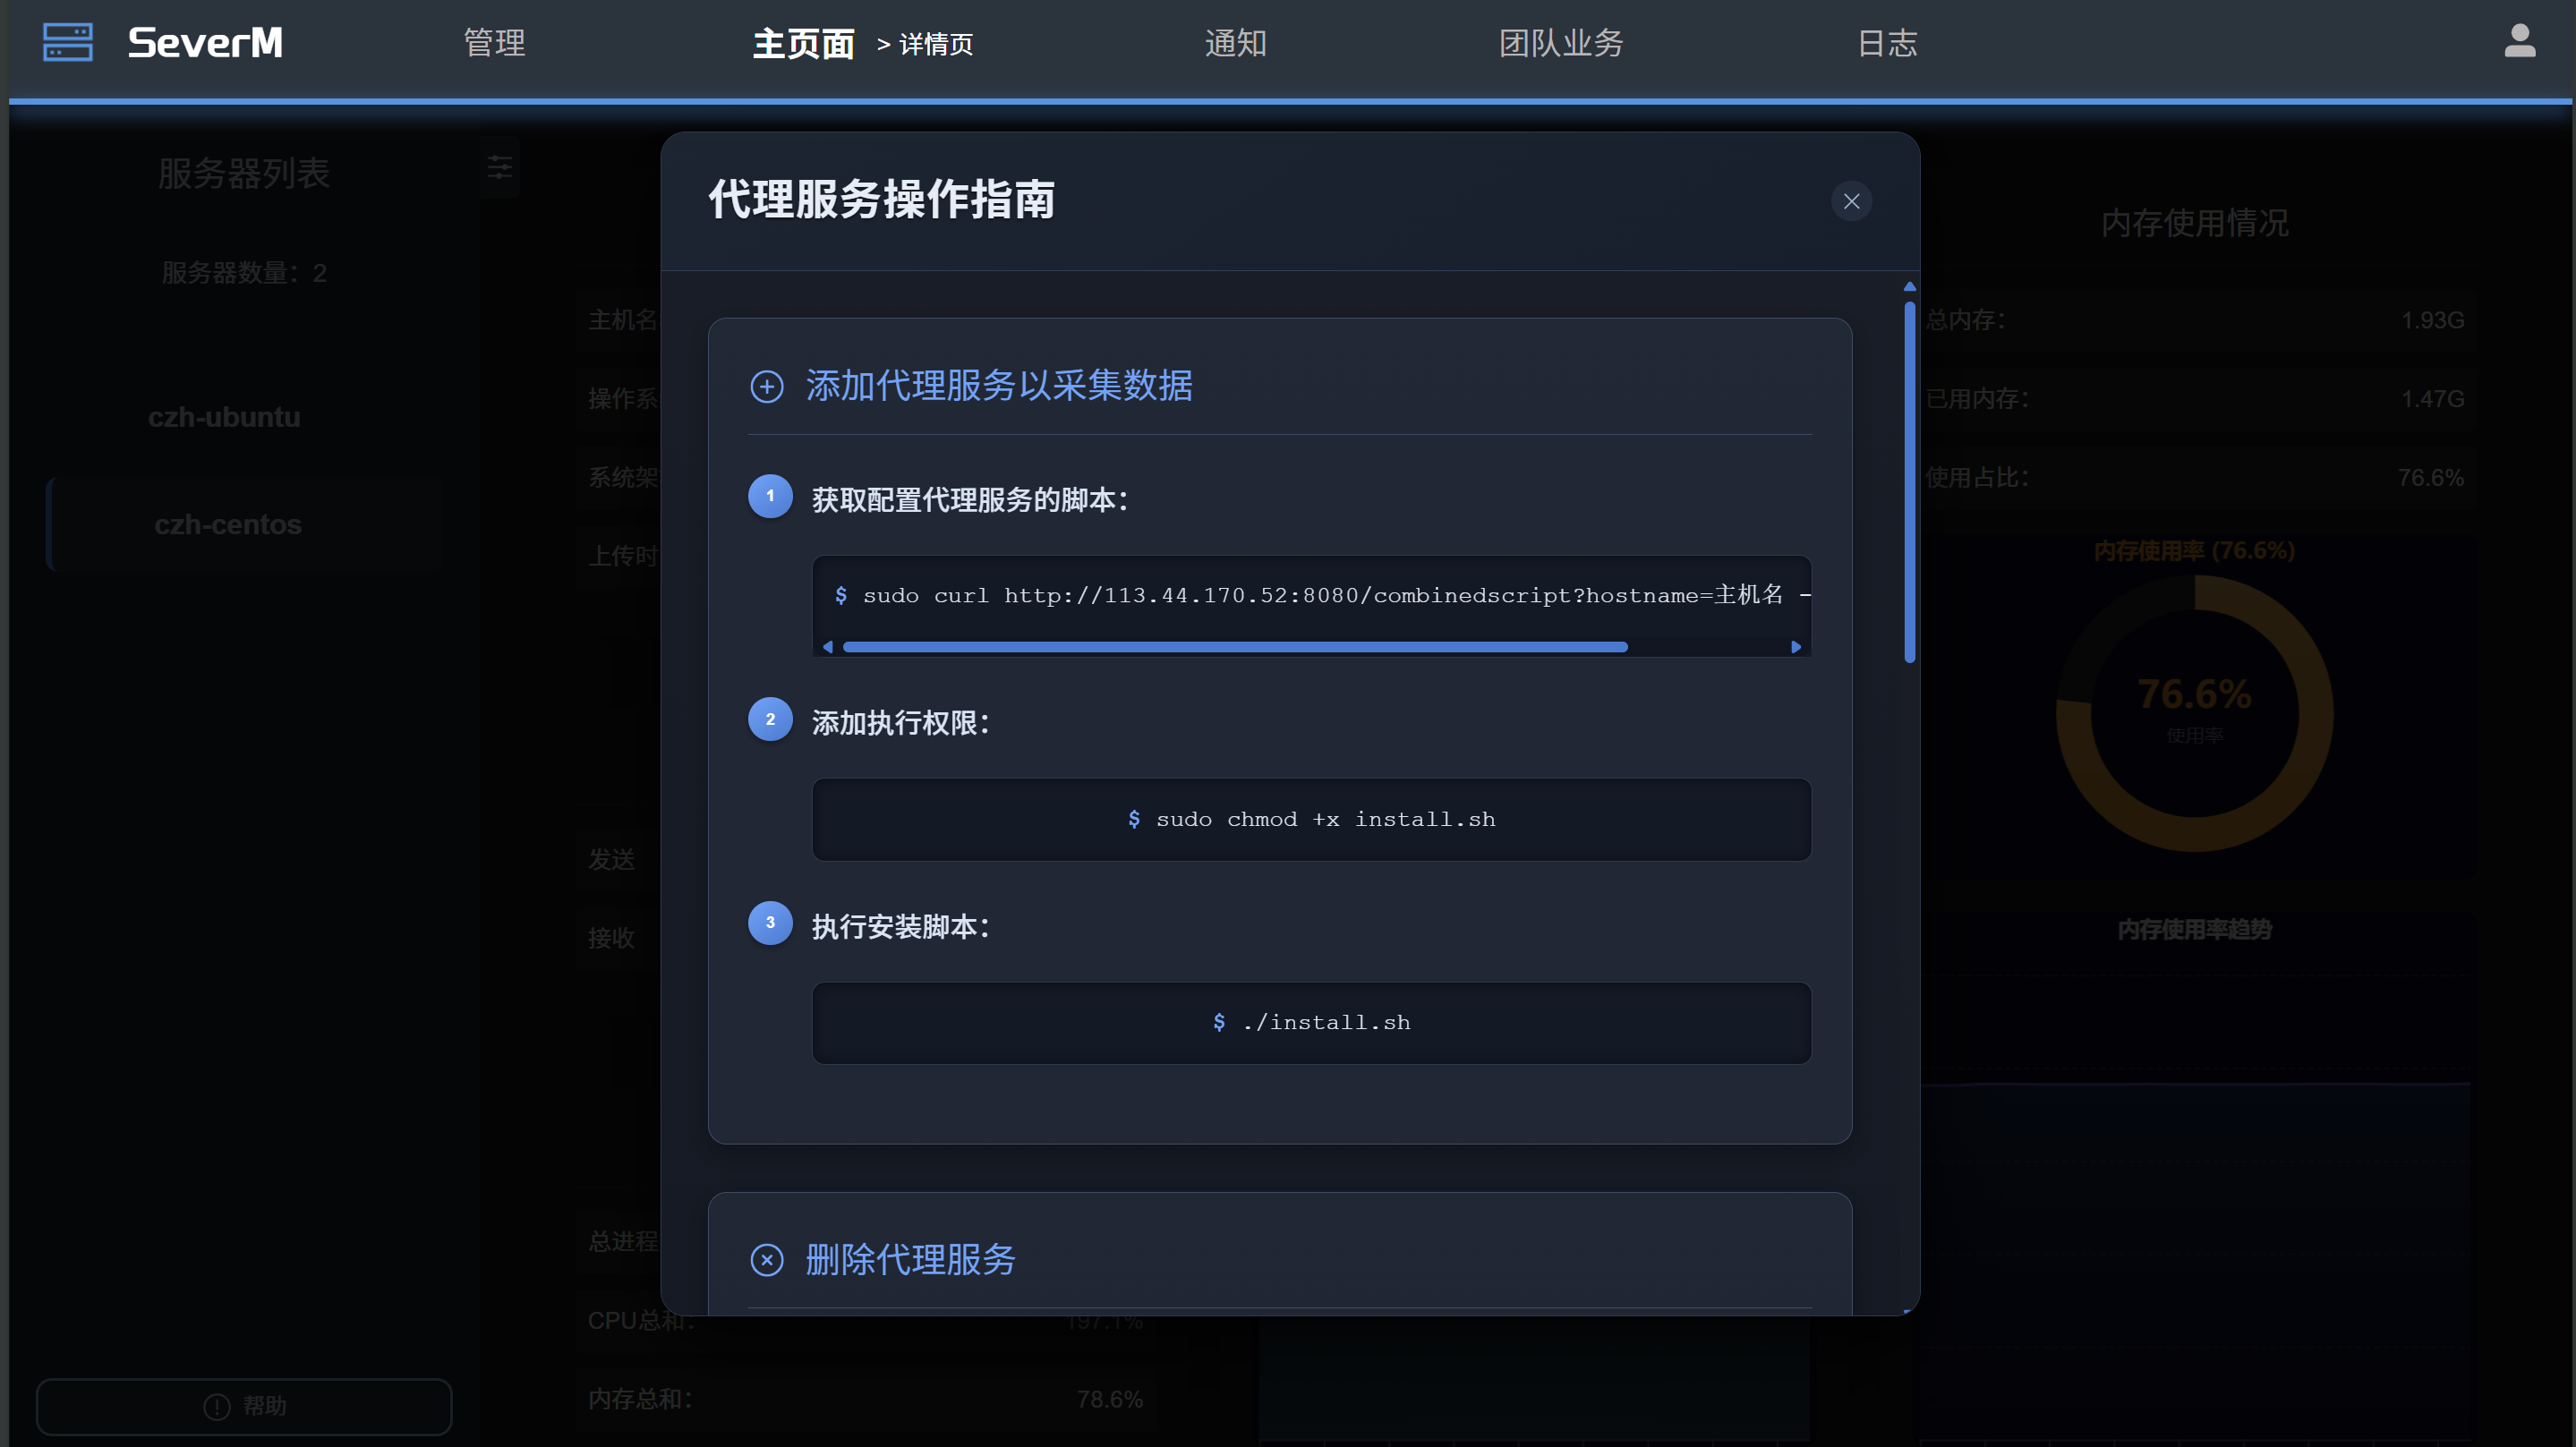 SeverM
管理
主页面 > 详情页
通知
团队业务
日志
服务器列表
服务器数量：2
czh-ubuntu
czh-centos
帮助
主机名
操作系
系统架
上传时
发送
接收
总进程
CPU总和： 197.1%
内存总和： 78.6%
代理服务操作指南
添加代理服务以采集数据
1 获取配置代理服务的脚本：
$ sudo curl http://113.44.170.52:8080/combinedscript?hostname=主机名 -
2 添加执行权限：
$ sudo chmod +x install.sh
3 执行安装脚本：
$ ./install.sh
删除代理服务
内存使用情况
总内存： 1.93G
已用内存： 1.47G
使用占比： 76.6%
内存使用率 (76.6%)
76.6%
使用率
内存使用率趋势